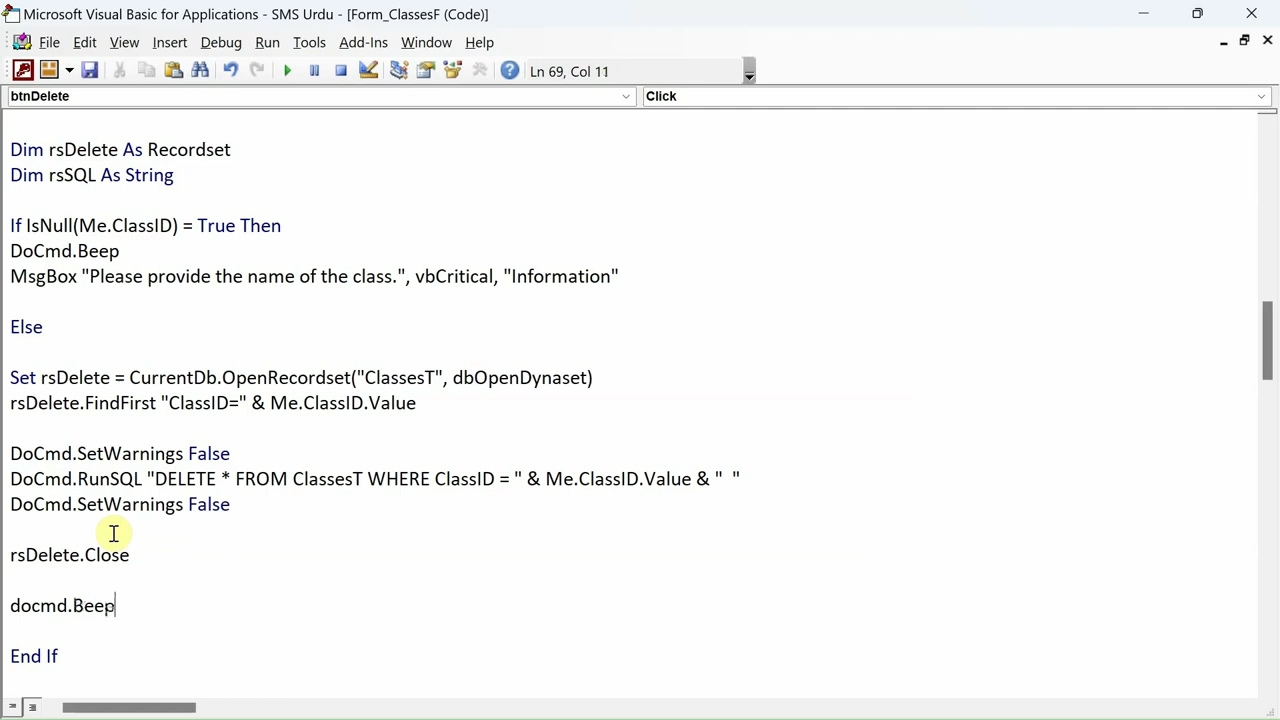 Microsoft Visual Basic for Applications - SMS Urdu - [Form_ClassesF (Code)]
File Edit View Insert Debug Run Tools Add-Ins Window Help
Ln 69, Col 11
btnDelete Click
Dim rsDelete As Recordset
Dim rsSQL As String
If IsNull(Me.ClassID) = True Then
DoCmd.Beep
MsgBox "Please provide the name of the class.", vbCritical, "Information"
Else
Set rsDelete = CurrentDb.OpenRecordset("ClassesT", dbOpenDynaset)
rsDelete.FindFirst "ClassID=" & Me.ClassID.Value
DoCmd.SetWarnings False
DoCmd.RunSQL "DELETE * FROM ClassesT WHERE ClassID = " & Me.ClassID.Value & "  "
DoCmd.SetWarnings False
rsDelete.Close
docmd.Beep
End If